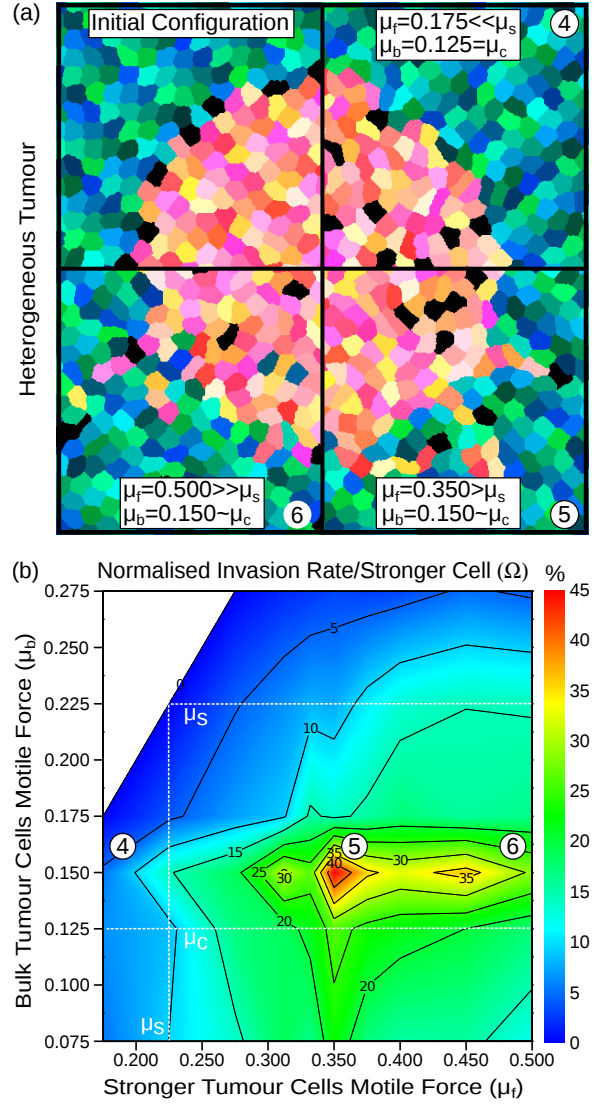 (a)
Initial Configuration
μf=0.175<<μs
μb=0.125=μc
4
Heterogeneous Tumour
μf=0.500>>μs
μb=0.150~μc
6
μf=0.350>μs
μb=0.150~μc
5
(b)
Normalised Invasion Rate/Stronger Cell (Ω)
%
Bulk Tumour Cells Motile Force (μb)
0.275
0.250
0.225
0.200
0.175
0.150
0.125
0.100
0.075
0
5
10
15
20
25
30
35
40
30
35
20
μs
μc
μs
4
5
6
45
40
35
30
25
20
15
10
5
0
0.200
0.250
0.300
0.350
0.400
0.450
0.500
Stronger Tumour Cells Motile Force (μf)